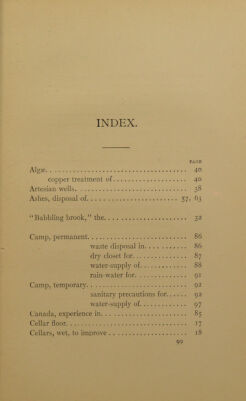 INDEX.
PAGE
Algæ. . . . . . . . . . . . . . . . . . . . 40
copper treatment of . . . . . . . . . . . . 40
Artesian wells. . . . . . . . . . . . . . . . 38
Ashes, disposal of. . . . . . . . . . . . . . 57, 63
"Babbling brook," the. . . . . . . . . . . . . 32
Camp, permanent. . . . . . . . . . . . . . . . 86
waste disposal in. . . . . . . . . . . . . . . 86
dry closet for. . . . . . . . . . . . . . . . 87
water-supply of. . . . . . . . . . . . . . . . 88
rain-water for. . . . . . . . . . . . . . . . 91
Camp, temporary. . . . . . . . . . . . . . . . 92
sanitary precautions for. . . . . . . . . . . 92
water-supply of. . . . . . . . . . . . . . . . 97
Canada, experience in. . . . . . . . . . . . . 85
Cellar floor. . . . . . . . . . . . . . . . . 17
Cellars, wet, to improve . . . . . . . . . . . 18
99